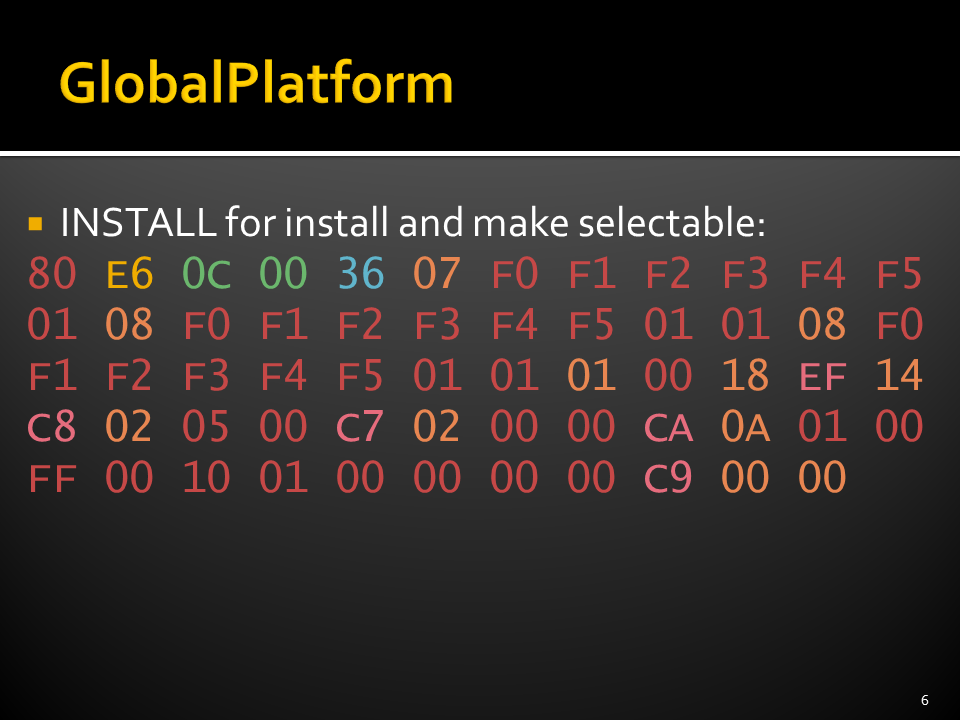 GlobalPlatform
INSTALL for install and make selectable:
80 E6 0C 00 36 07 F0 F1 F2 F3 F4 F5
01 08 F0 F1 F2 F3 F4 F5 01 01 08 F0
F1 F2 F3 F4 F5 01 01 01 00 18 EF 14
C8 02 05 00 C7 02 00 00 CA 0A 01 00
FF 00 10 01 00 00 00 00 C9 00 00
6